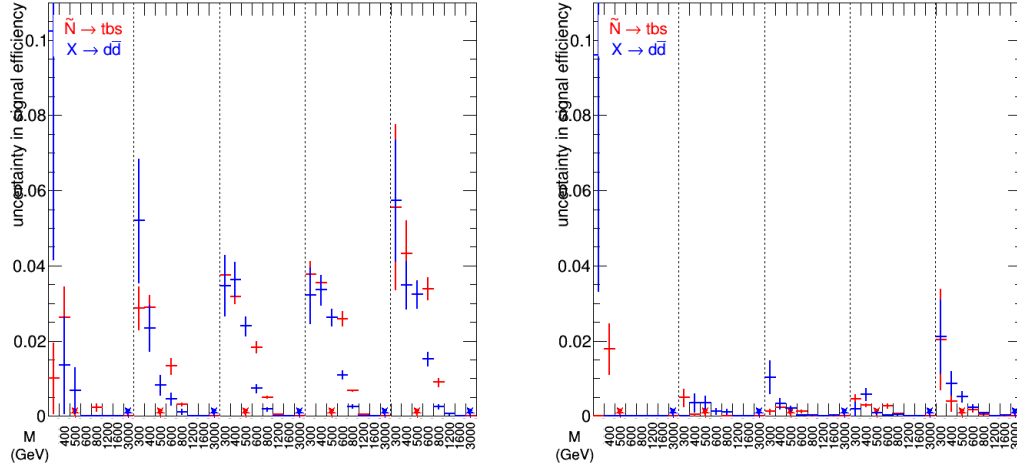 uncertainty in signal efficiency
Ñ → tbs
X → dd̄
0.1
0.08
0.06
0.04
0.02
0
M
(GeV)
400 500 600 800 1200 1600 3000 300 400 500 600 800 1200 1600 3000 300 400 500 600 800 1200 1600 3000 300 400 500 600 800 1200 1600 3000 300 400 500 600 800 1200 1600 3000
uncertainty in signal efficiency
Ñ → tbs
X → dd̄
0.1
0.08
0.06
0.04
0.02
0
M
(GeV)
400 500 600 800 1200 1600 3000 300 400 500 600 800 1200 1600 3000 300 400 500 600 800 1200 1600 3000 300 400 500 600 800 1200 1600 3000 300 400 500 600 800 1200 1600 3000